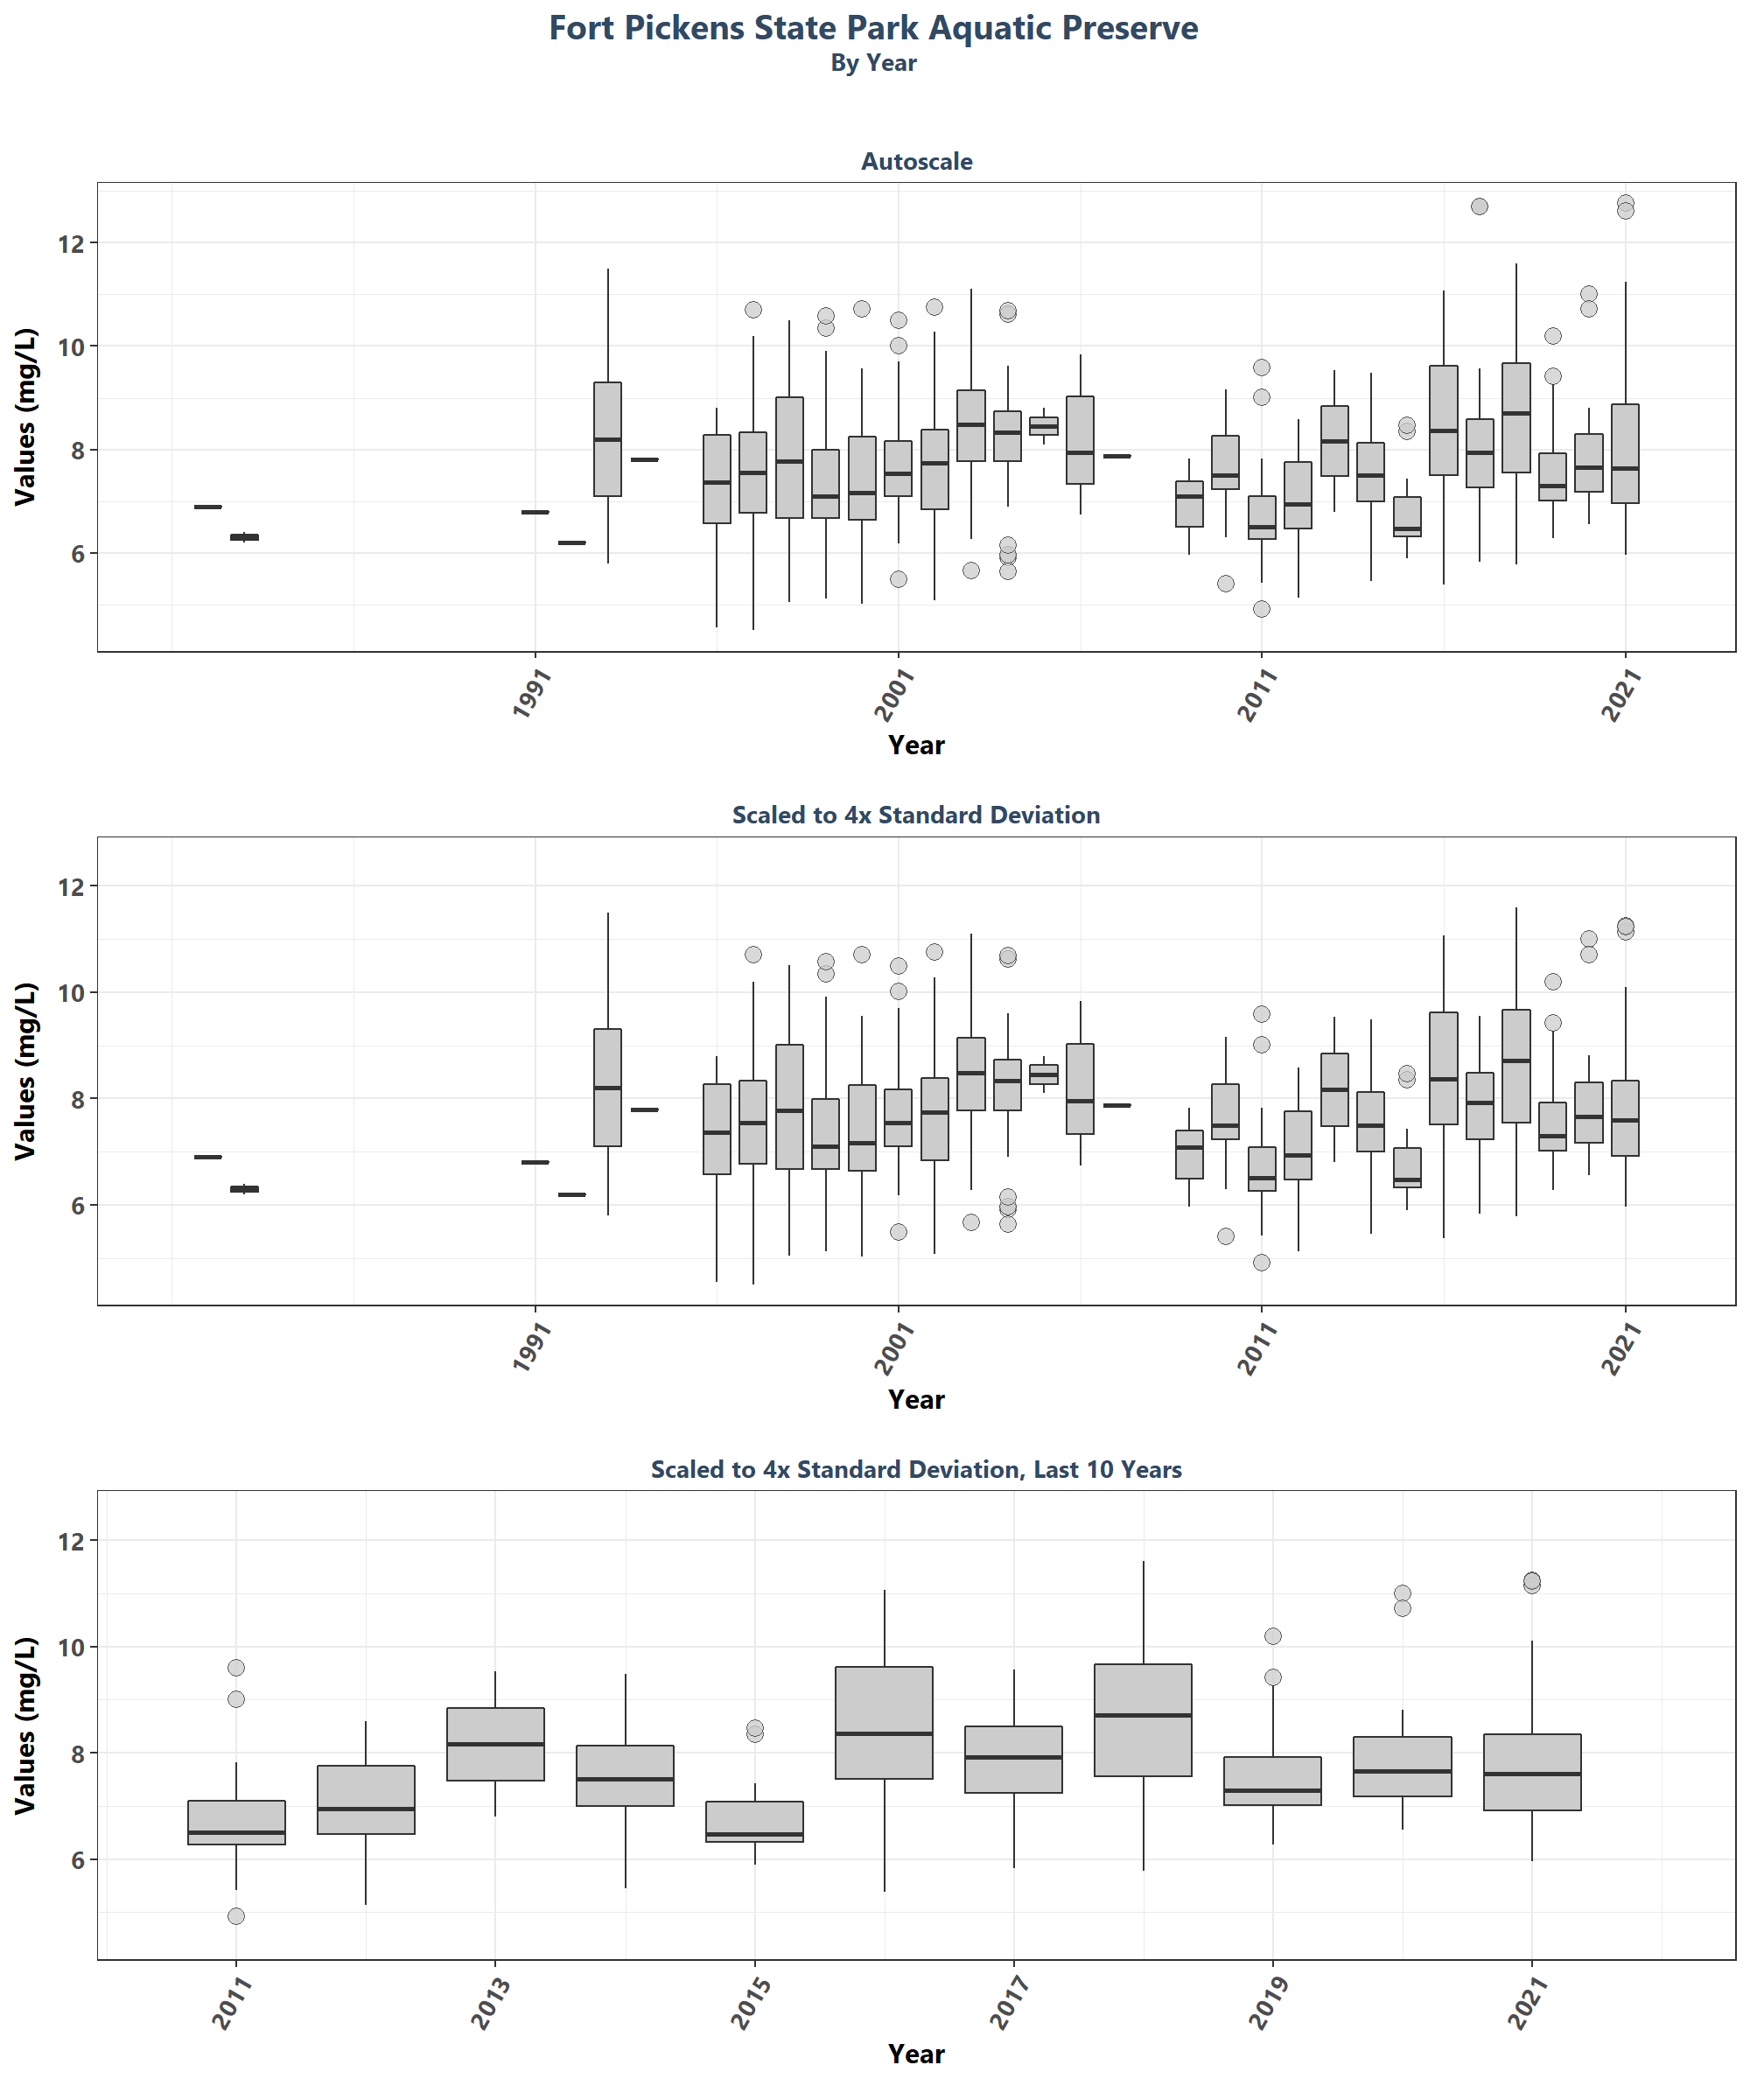 Fort Pickens State Park Aquatic Preserve
By Year
Autoscale
Values (mg/L)
12
10
8
6
1991
2001
2011
2021
Year
Scaled to 4x Standard Deviation
Values (mg/L)
12
10
8
6
1991
2001
2011
2021
Year
Scaled to 4x Standard Deviation, Last 10 Years
Values (mg/L)
12
10
8
6
2011
2013
2015
2017
2019
2021
Year